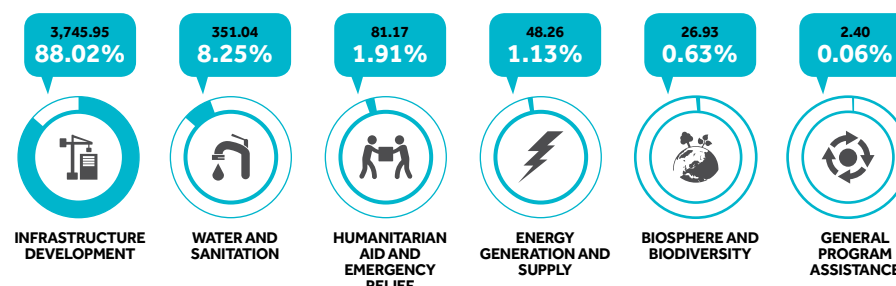 3,745.95
88.02%
351.04
8.25%
81.17
1.91%
48.26
1.13%
26.93
0.63%
2.40
0.06%
INFRASTRUCTURE
DEVELOPMENT
WATER AND
SANITATION
HUMANITARIAN
AID AND
EMERGENCY
RELIEF
ENERGY
GENERATION AND
SUPPLY
BIOSPHERE AND
BIODIVERSITY
GENERAL
PROGRAM
ASSISTANCE